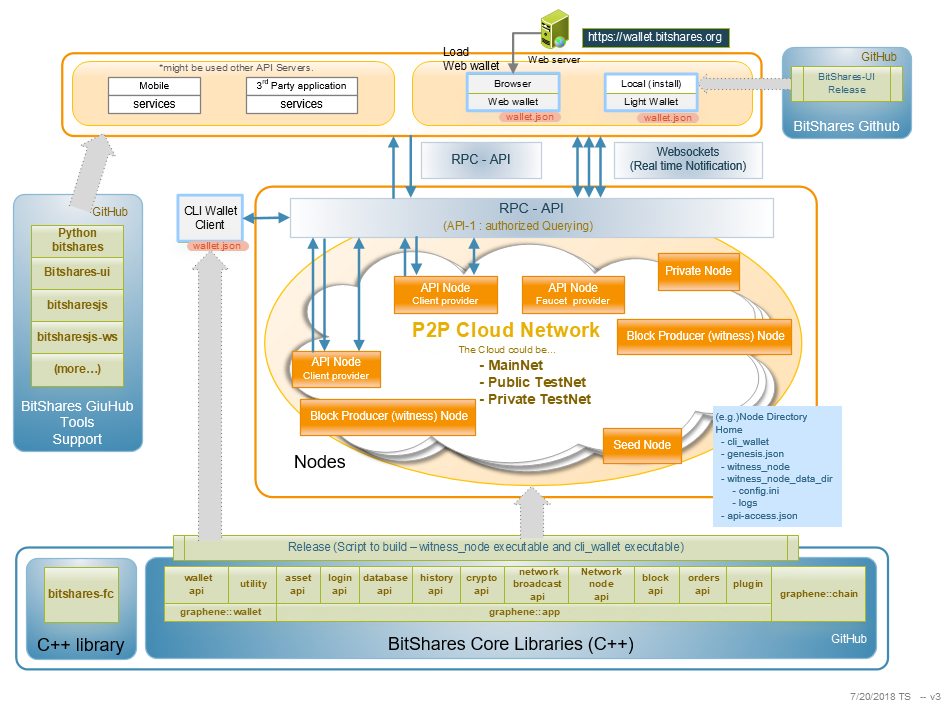 https://wallet.bitshares.org
Load
Web wallet
Web server
*might be used other API Servers.
Mobile
services
3rd Party application
services
Browser
Web wallet
wallet.json
Local (install)
Light Wallet
wallet.json
GitHub
BitShares-UI
Release
BitShares Github
RPC - API
Websockets
(Real time Notification)
GitHub
Python
bitshares
Bitshares-ui
bitsharesjs
bitsharesjs-ws
(more…)
BitShares GiuHub
Tools
Support
CLI Wallet
Client
wallet.json
RPC - API
(API-1 : authorized Querying)
API Node
Client provider
API Node
Faucet provider
Private Node
P2P Cloud Network
The Cloud could be…
- MainNet
- Public TestNet
- Private TestNet
Block Producer (witness) Node
API Node
Client provider
Block Producer (witness) Node
Seed Node
Nodes
(e.g.)Node Directory
Home
- cli_wallet
- genesis.json
- witness_node
- witness_node_data_dir
- config.ini
- logs
- api-access.json
Release (Script to build – witness_node executable and cli_wallet executable)
bitshares-fc
C++ library
wallet
api
utility
asset
api
login
api
database
api
history
api
crypto
api
network
broadcast
api
Network
node
api
block
api
orders
api
plugin
graphene::chain
graphene::wallet
graphene::app
BitShares Core Libraries (C++)
GitHub
7/20/2018 TS -- v3